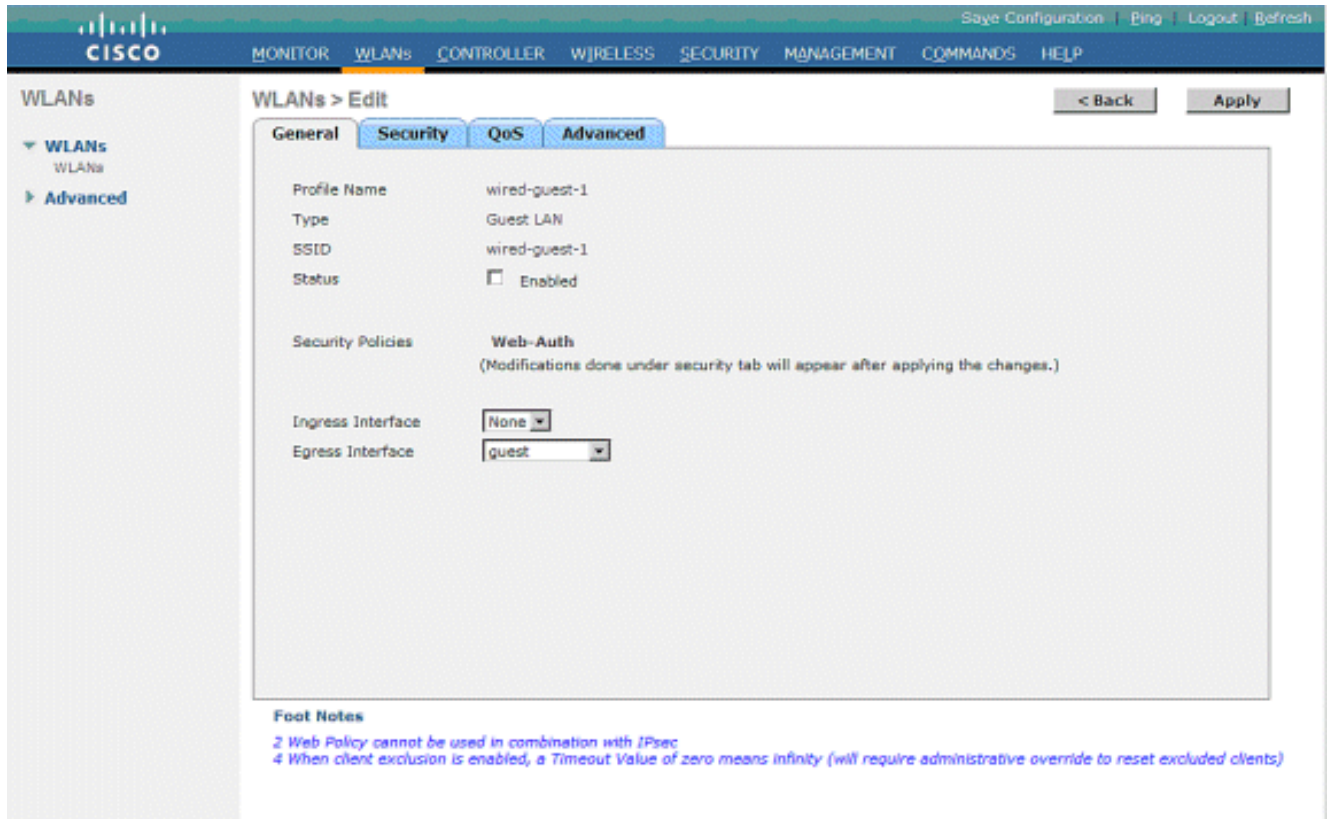 Save Configuration | Ping | Logout | Refresh
CISCO
MONITOR WLANs CONTROLLER WIRELESS SECURITY MANAGEMENT COMMANDS HELP
WLANs
WLANs
WLANs
Advanced
WLANs > Edit
< Back Apply
General Security QoS Advanced
Profile Name wired-guest-1
Type Guest LAN
SSID wired-guest-1
Status Enabled
Security Policies Web-Auth
(Modifications done under security tab will appear after applying the changes.)
Ingress Interface None
Egress Interface guest
Foot Notes
2 Web Policy cannot be used in combination with IPsec
4 When client exclusion is enabled, a Timeout Value of zero means infinity (will require administrative override to reset excluded clients)